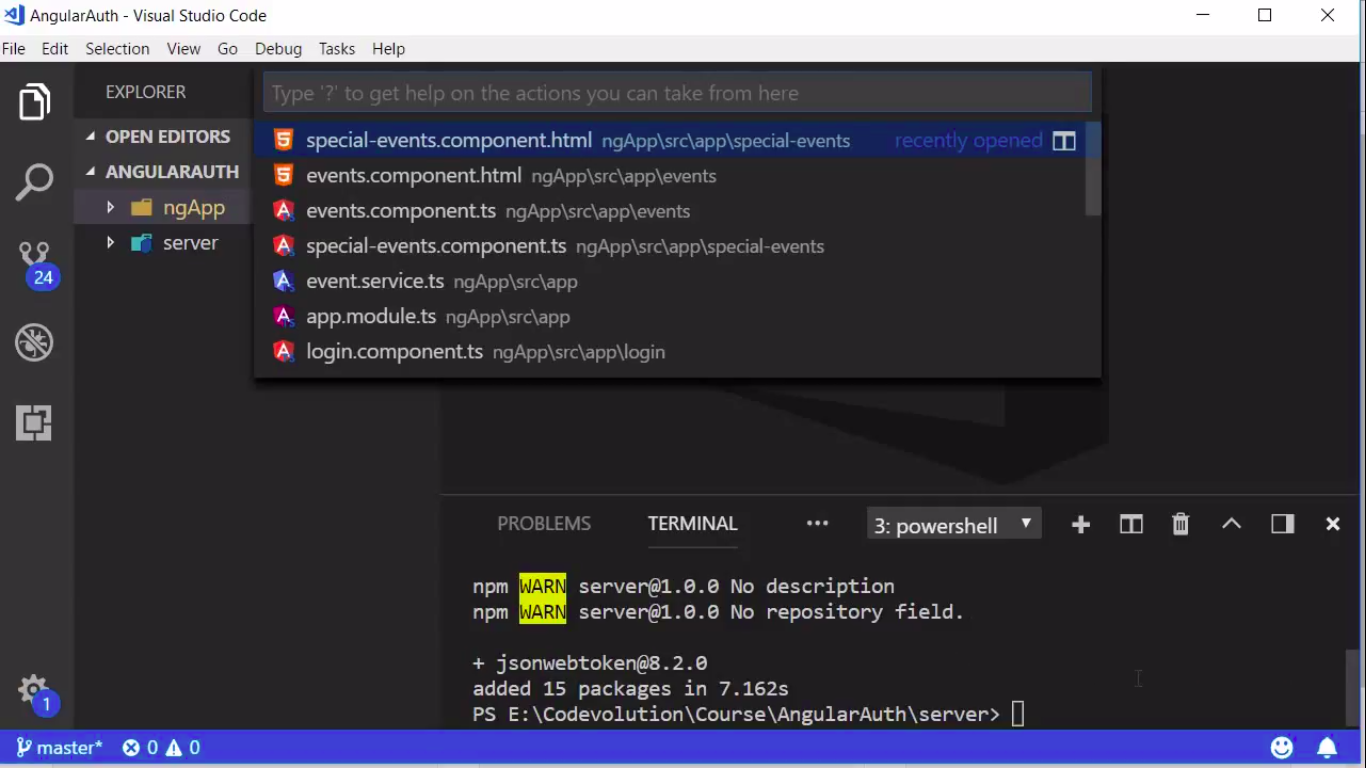 AngularAuth - Visual Studio Code
File Edit Selection View Go Debug Tasks Help
EXPLORER
OPEN EDITORS
ANGULARAUTH
ngApp
server
24
1
Type '?' to get help on the actions you can take from here
special-events.component.html ngApp\src\app\special-events recently opened
events.component.html ngApp\src\app\events
events.component.ts ngApp\src\app\events
special-events.component.ts ngApp\src\app\special-events
event.service.ts ngApp\src\app
app.module.ts ngApp\src\app
login.component.ts ngApp\src\app\login
PROBLEMS TERMINAL ••• 3: powershell
npm WARN server@1.0.0 No description
npm WARN server@1.0.0 No repository field.
+ jsonwebtoken@8.2.0
added 15 packages in 7.162s
PS E:\Codevolution\Course\AngularAuth\server>
master* 0 0